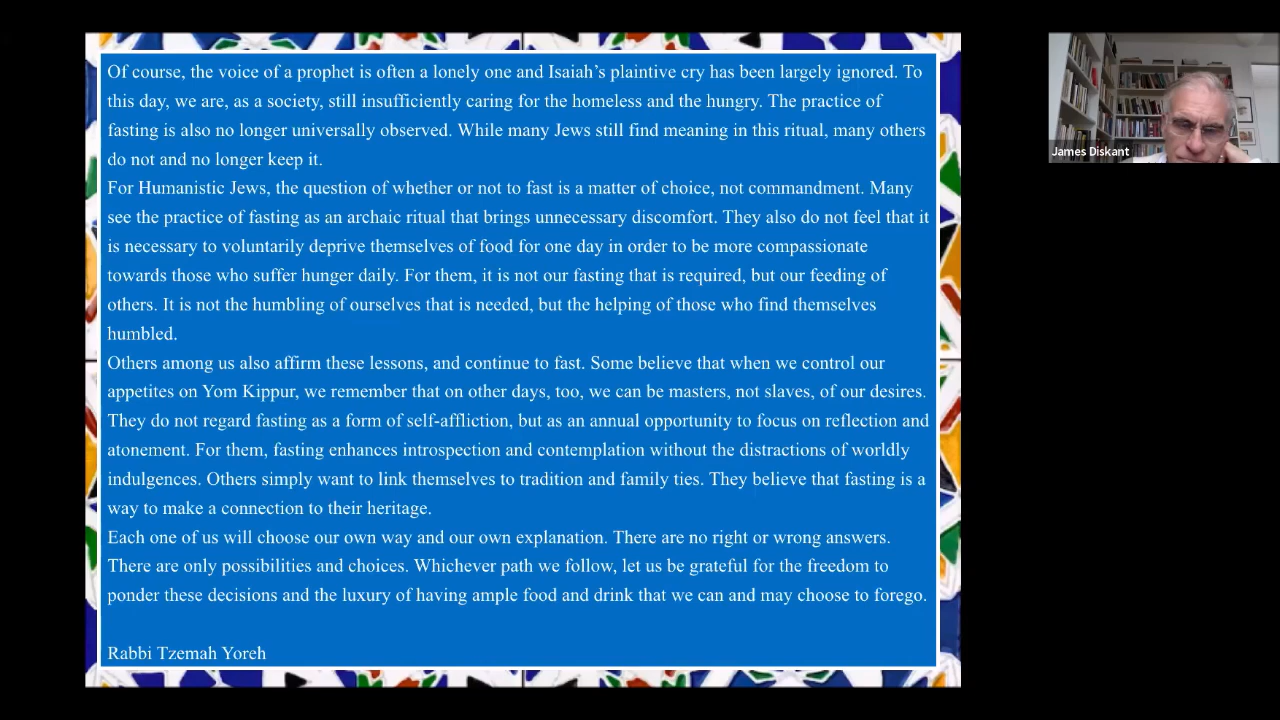 Of course, the voice of a prophet is often a lonely one and Isaiah's plaintive cry has been largely ignored. To
this day, we are, as a society, still insufficiently caring for the homeless and the hungry. The practice of
fasting is also no longer universally observed. While many Jews still find meaning in this ritual, many others
do not and no longer keep it.
For Humanistic Jews, the question of whether or not to fast is a matter of choice, not commandment. Many
see the practice of fasting as an archaic ritual that brings unnecessary discomfort. They also do not feel that it
is necessary to voluntarily deprive themselves of food for one day in order to be more compassionate
towards those who suffer hunger daily. For them, it is not our fasting that is required, but our feeding of
others. It is not the humbling of ourselves that is needed, but the helping of those who find themselves
humbled.
Others among us also affirm these lessons, and continue to fast. Some believe that when we control our
appetites on Yom Kippur, we remember that on other days, too, we can be masters, not slaves, of our desires.
They do not regard fasting as a form of self-affliction, but as an annual opportunity to focus on reflection and
atonement. For them, fasting enhances introspection and contemplation without the distractions of worldly
indulgences. Others simply want to link themselves to tradition and family ties. They believe that fasting is a
way to make a connection to their heritage.
Each one of us will choose our own way and our own explanation. There are no right or wrong answers.
There are only possibilities and choices. Whichever path we follow, let us be grateful for the freedom to
ponder these decisions and the luxury of having ample food and drink that we can and may choose to forego.
Rabbi Tzemah Yoreh
James Diskant